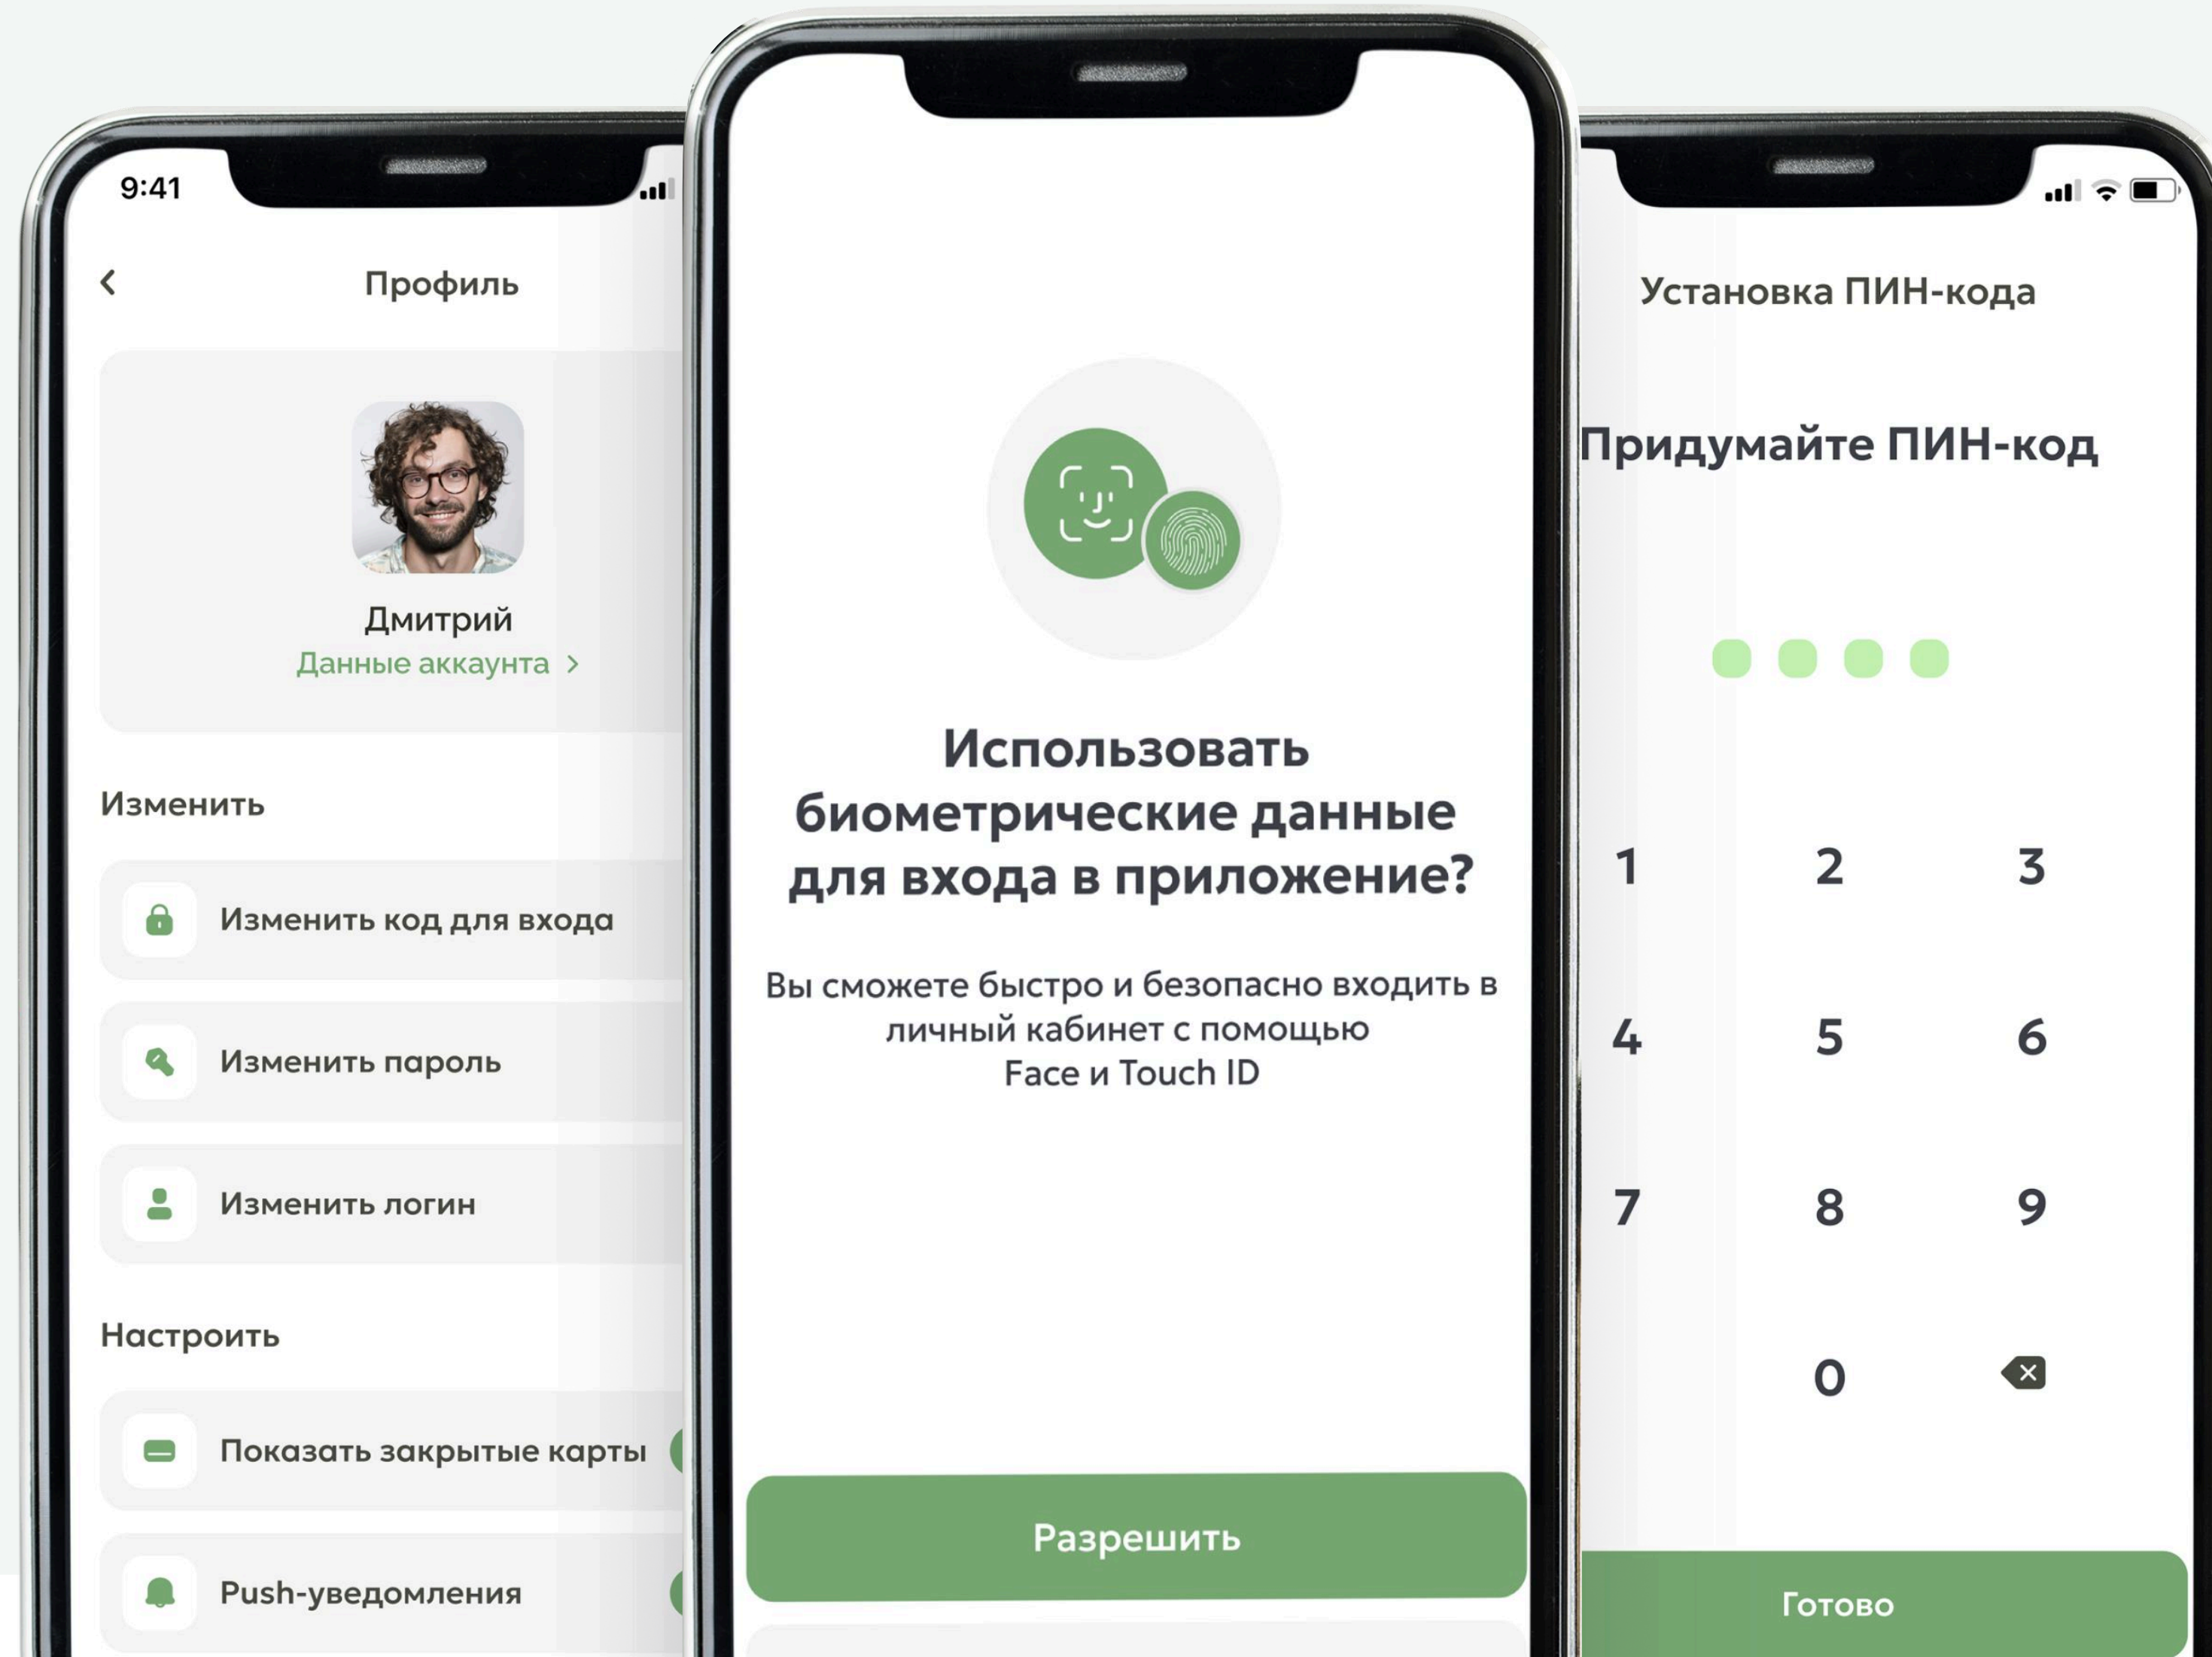 9:41
Профиль
Дмитрий
Данные аккаунта
Изменить
Изменить код для входа
Изменить пароль
Изменить логин
Настроить
Показать закрытые карты
Push-уведомления
Использовать
биометрические данные
для входа в приложение?
Вы сможете быстро и безопасно входить в
личный кабинет с помощью
Face и Touch ID
Разрешить
Установка ПИН-кода
Придумайте ПИН-код
1 2 3
4 5 6
7 8 9
0
Готово